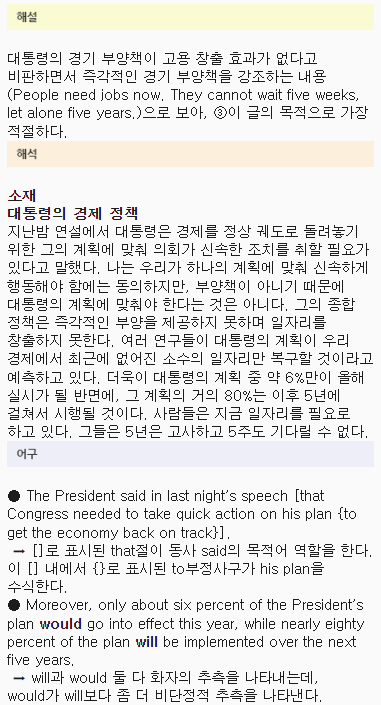 해설
대통령의 경기 부양책이 고용 창출 효과가 없다고
비판하면서 즉각적인 경기 부양책을 강조하는 내용
(People need jobs now. They cannot wait five weeks,
let alone five years.)으로 보아, ③이 글의 목적으로 가장
적절하다.
해석
소재
대통령의 경제 정책
지난밤 연설에서 대통령은 경제를 정상 궤도로 돌려놓기
위한 그의 계획에 맞춰 의회가 신속한 조치를 취할 필요가
있다고 말했다. 나는 우리가 하나의 계획에 맞춰 신속하게
행동해야 함에는 동의하지만, 부양책이 아니기 때문에
대통령의 계획에 맞춰야 한다는 것은 아니다. 그의 종합
정책은 즉각적인 부양을 제공하지 못하며 일자리를
창출하지 못한다. 여러 연구들이 대통령의 계획이 우리
경제에서 최근에 없어진 소수의 일자리만 복구할 것이라고
예측하고 있다. 더욱이 대통령의 계획 중 약 6%만이 올해
실시가 될 반면에, 그 계획의 거의 80%는 이후 5년에
걸쳐서 시행될 것이다. 사람들은 지금 일자리를 필요로
하고 있다. 그들은 5년은 고사하고 5주도 기다릴 수 없다.
어구
● The President said in last night's speech [that
Congress needed to take quick action on his plan {to
get the economy back on track}].
➞ []로 표시된 that절이 동사 said의 목적어 역할을 한다.
이 [] 내에서 {}로 표시된 to부정사구가 his plan을
수식한다.
● Moreover, only about six percent of the President's
plan would go into effect this year, while nearly eighty
percent of the plan will be implemented over the next
five years.
➞ will과 would 둘 다 화자의 추측을 나타내는데,
would가 will보다 좀 더 비단정적 추측을 나타낸다.